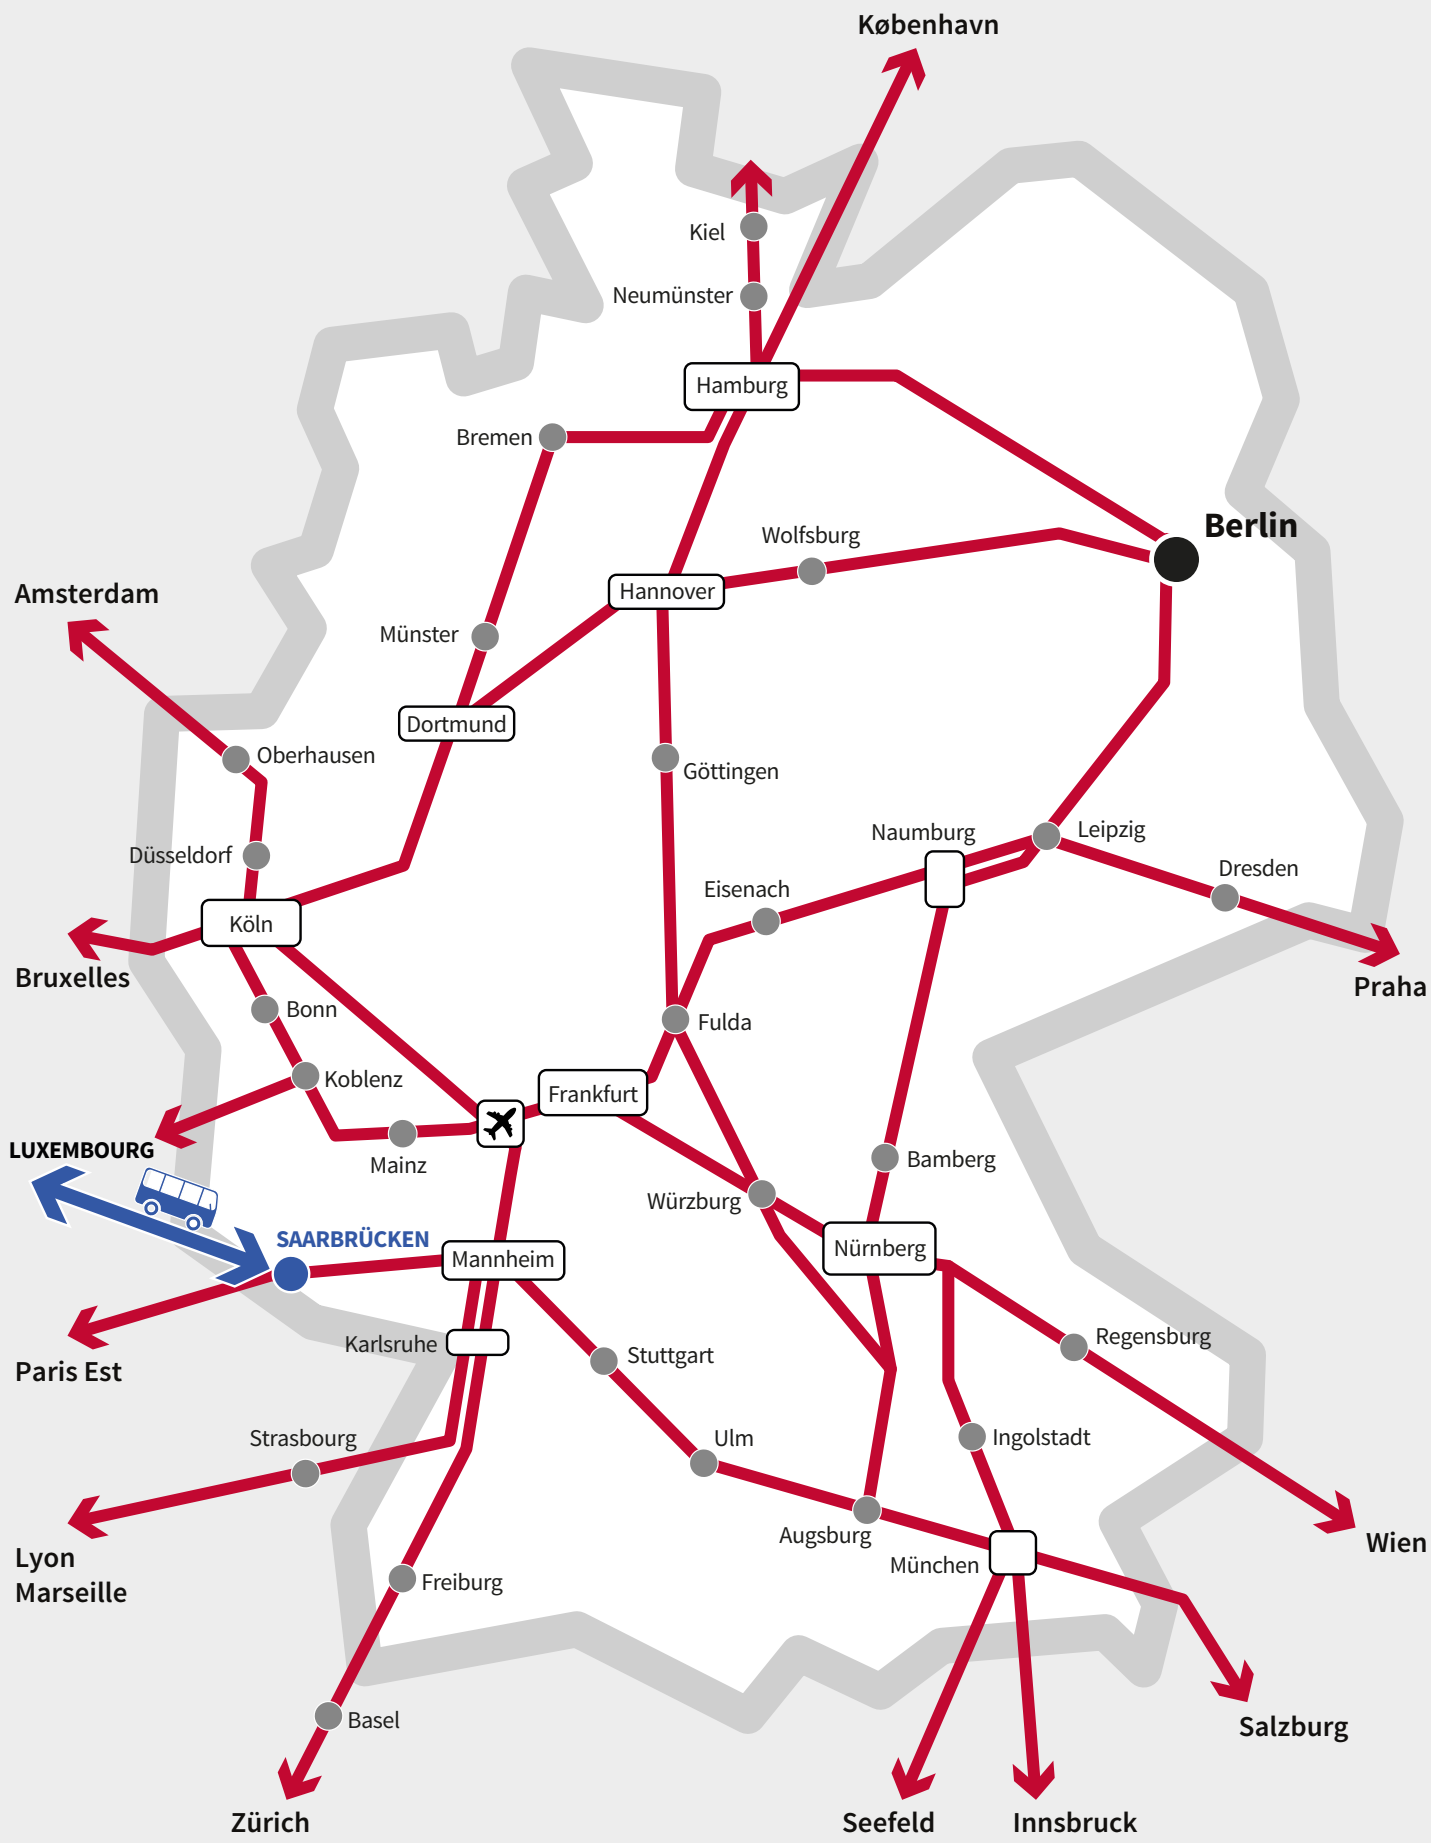 København
Kiel
Neumünster
Hamburg
Bremen
Berlin
Wolfsburg
Hannover
Amsterdam
Münster
Dortmund
Oberhausen
Göttingen
Naumburg
Leipzig
Düsseldorf
Dresden
Eisenach
Köln
Bruxelles
Praha
Bonn
Fulda
Koblenz
Frankfurt
LUXEMBOURG
Mainz
Bamberg
Würzburg
SAARBRÜCKEN
Nürnberg
Mannheim
Regensburg
Karlsruhe
Stuttgart
Paris Est
Strasbourg
Ulm
Ingolstadt
Augsburg
Wien
Lyon
Marseille
München
Freiburg
Basel
Salzburg
Zürich
Seefeld
Innsbruck